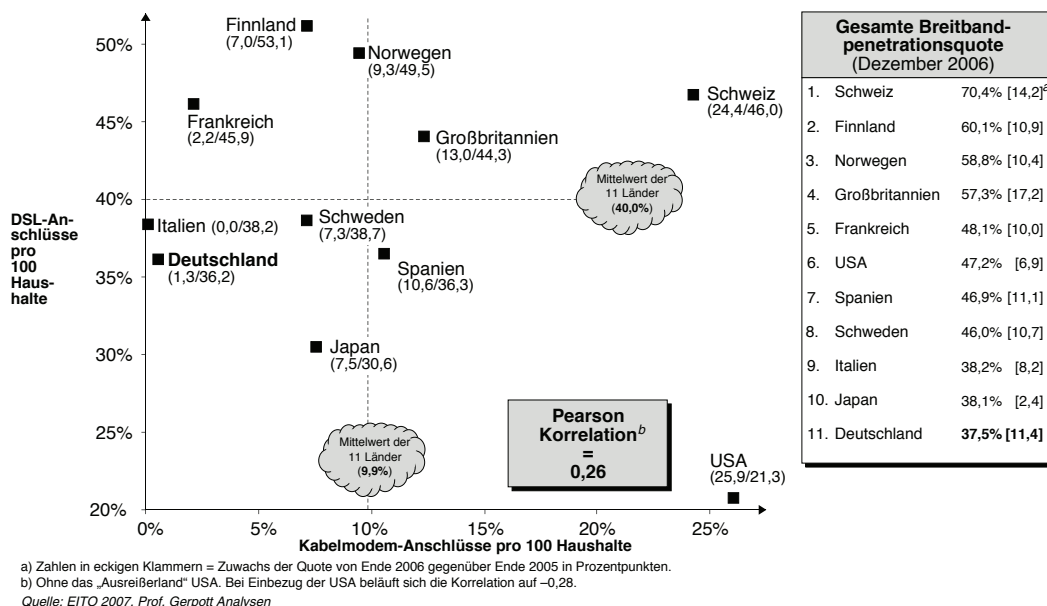 DSL-An-
schlüsse
pro
100
Haus-
halte
50%
45%
40%
35%
30%
25%
20%
Finnland
(7,0/53,1)
Norwegen
(9,3/49,5)
Schweiz
(24,4/46,0)
Frankreich
(2,2/45,9)
Großbritannien
(13,0/44,3)
Mittelwert der
11 Länder
(40,0%)
Italien (0,0/38,2)
Schweden
(7,3/38,7)
Deutschland
(1,3/36,2)
Spanien
(10,6/36,3)
Japan
(7,5/30,6)
Mittelwert der
11 Länder
(9,9%)
Pearson
Korrelation b
=
0,26
USA
(25,9/21,3)
0%
5%
10%
15%
20%
25%
Kabelmodem-Anschlüsse pro 100 Haushalte
Gesamte Breitband-
penetrationsquote
(Dezember 2006)
1. Schweiz 70,4% [14,2] a
2. Finnland 60,1% [10,9]
3. Norwegen 58,8% [10,4]
4. Großbritannien 57,3% [17,2]
5. Frankreich 48,1% [10,0]
6. USA 47,2% [6,9]
7. Spanien 46,9% [11,1]
8. Schweden 46,0% [10,7]
9. Italien 38,2% [8,2]
10. Japan 38,1% [2,4]
11. Deutschland 37,5% [11,4]
a) Zahlen in eckigen Klammern = Zuwachs der Quote von Ende 2006 gegenüber Ende 2005 in Prozentpunkten.
b) Ohne das „Ausreißerland" USA. Bei Einbezug der USA beläuft sich die Korrelation auf –0,28.
Quelle: EITO 2007, Prof. Gerpott Analysen